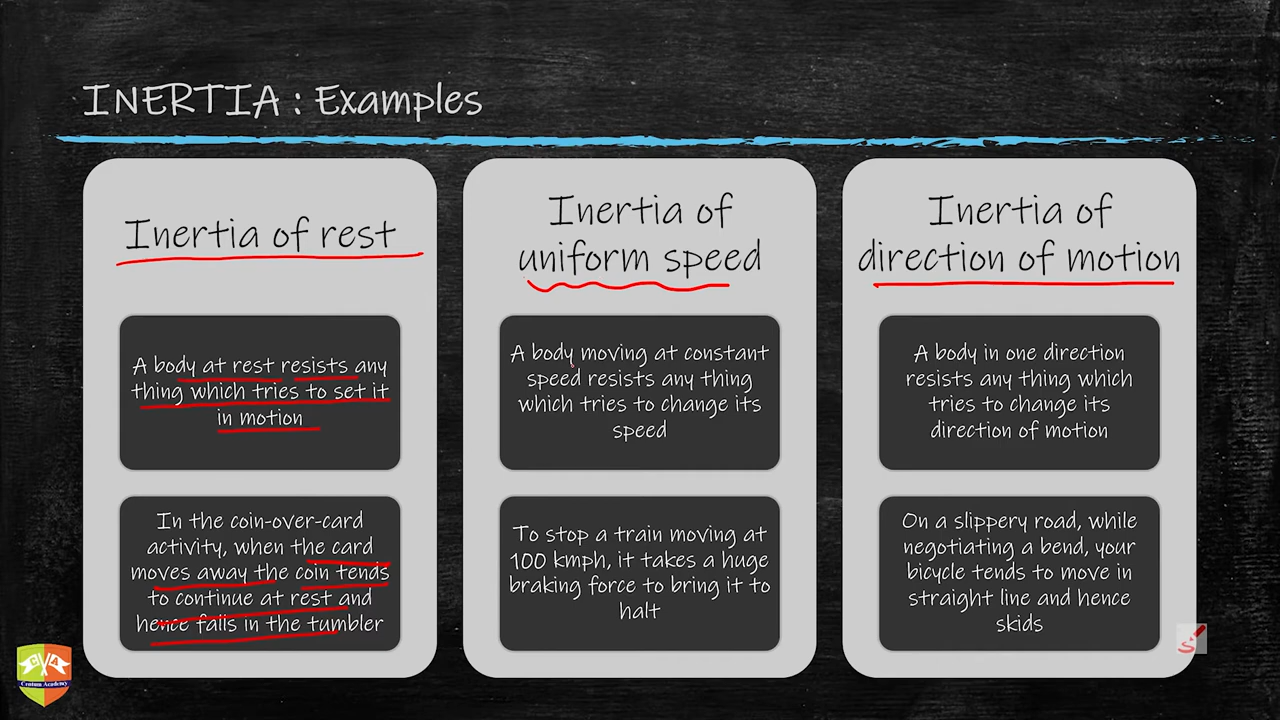 INERTIA : Examples
Inertia of rest
A body at rest resists any
thing which tries to set it
in motion
In the coin-over-card
activity, when the card
moves away the coin tends
to continue at rest and
hence falls in the tumbler
Inertia of
uniform speed
A body moving at constant
speed resists any thing
which tries to change its
speed
To stop a train moving at
100 kmph, it takes a huge
braking force to bring it to
halt
Inertia of
direction of motion
A body in one direction
resists any thing which
tries to change its
direction of motion
On a slippery road, while
negotiating a bend, your
bicycle tends to move in
straight line and hence
skids
Centum Academy